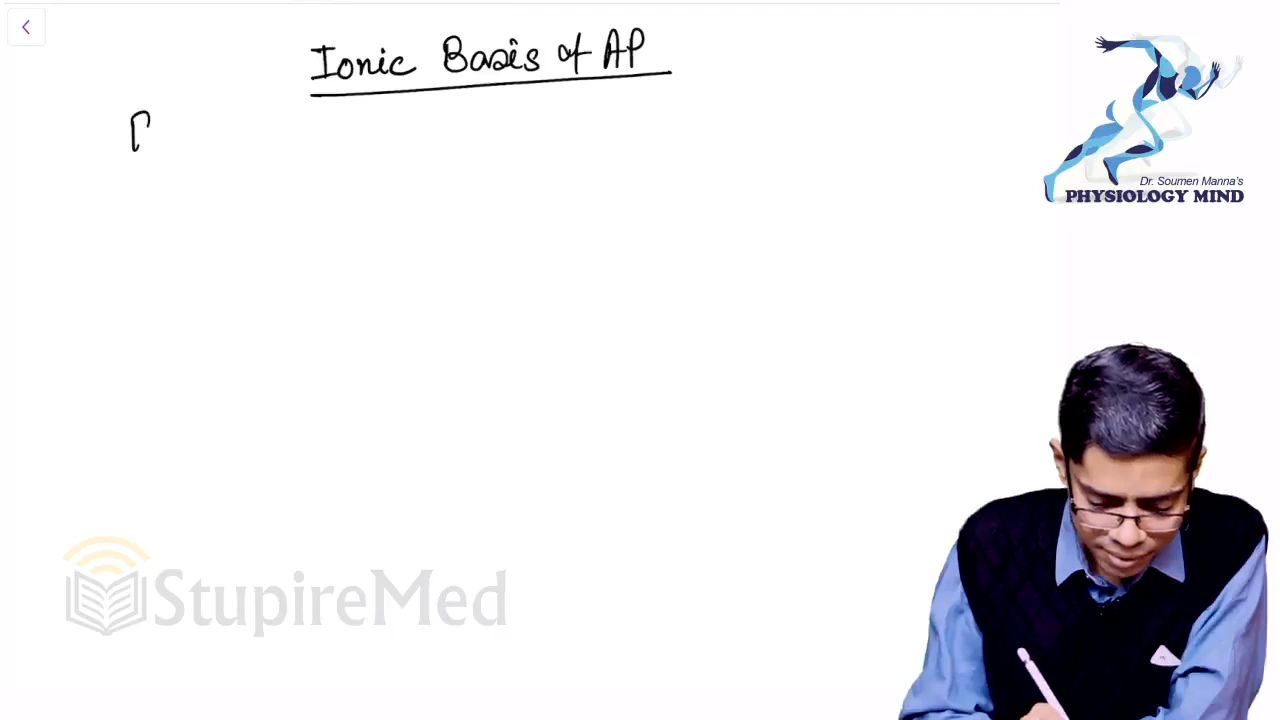 Ionic Basis of AP
Dr. Soumen Manna's
PHYSIOLOGY MIND
StupireMed